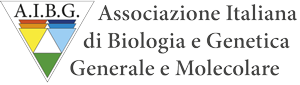 A.I.B.G.
Associazione Italiana
di Biologia e Genetica
Generale e Molecolare